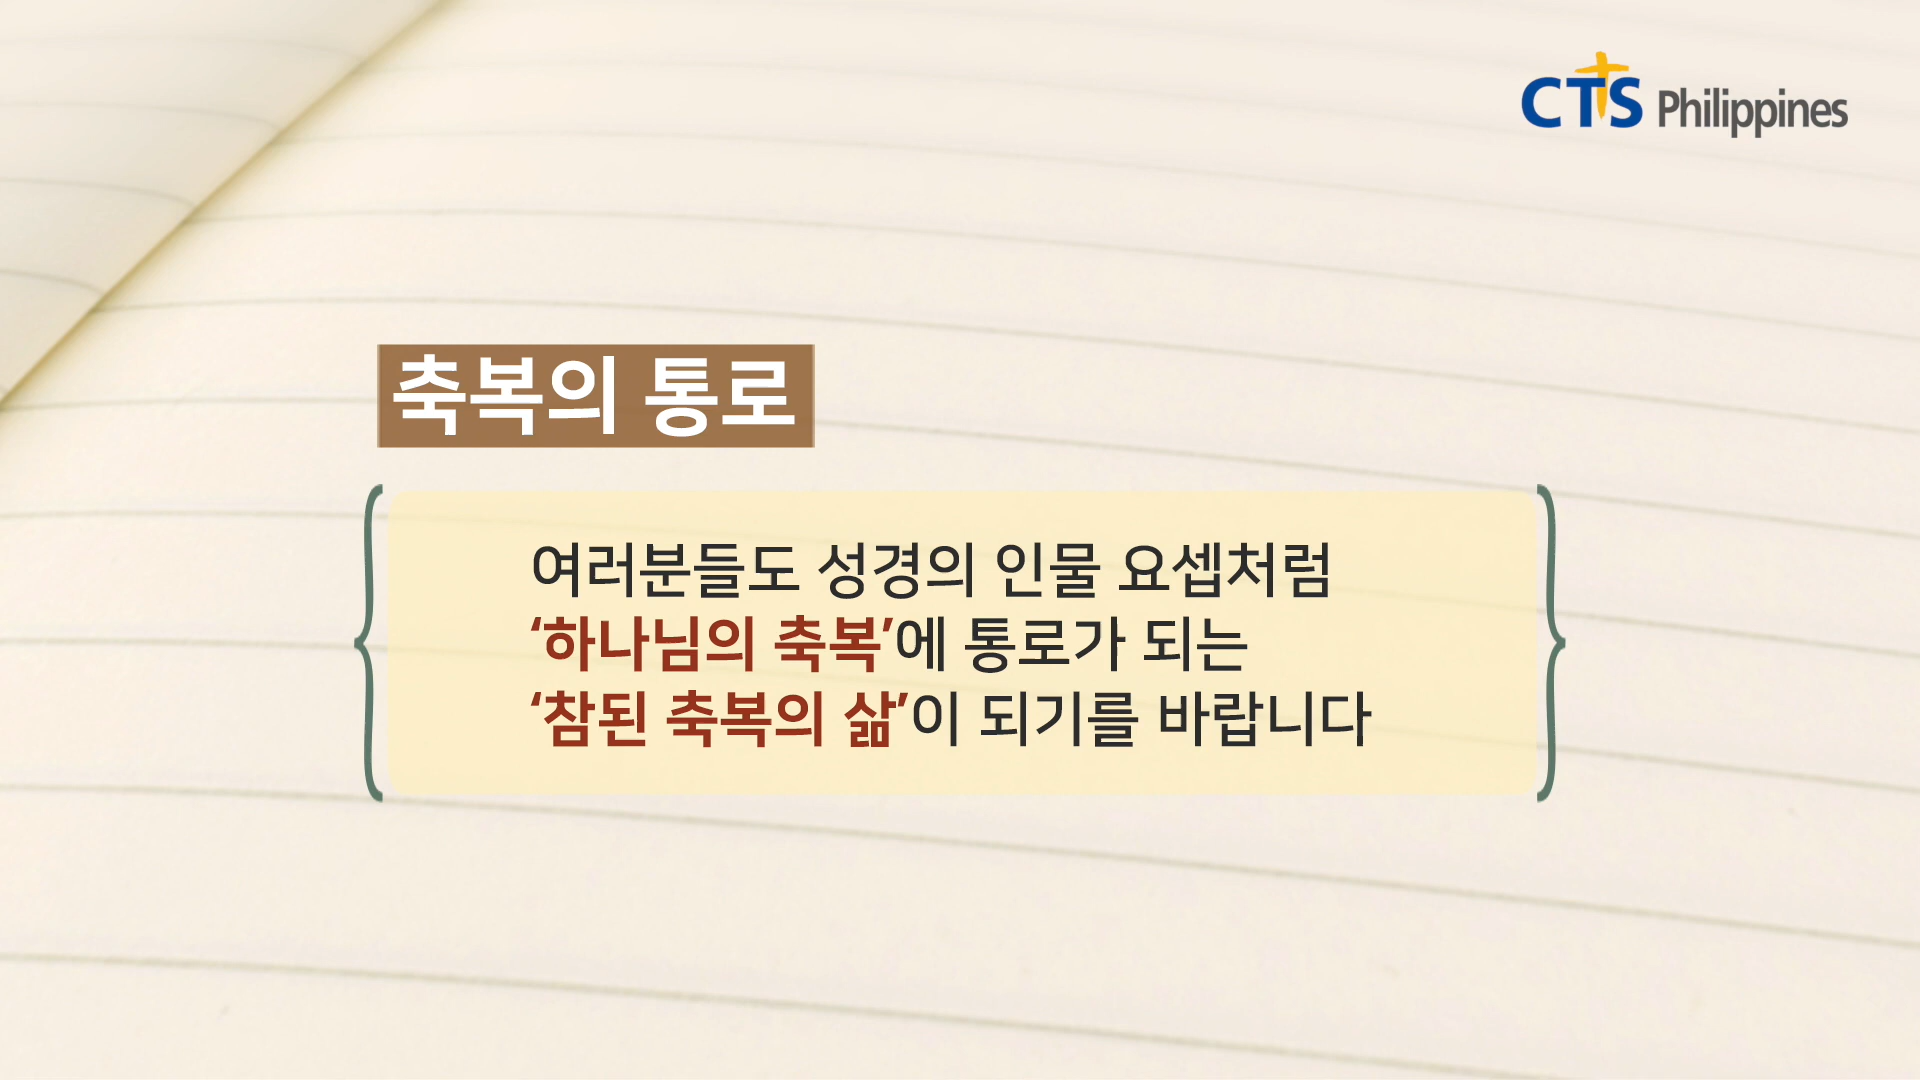 CTS Philippines
축복의 통로
여러분들도 성경의 인물 요셉처럼
‘하나님의 축복’에 통로가 되는
‘참된 축복의 삶’이 되기를 바랍니다